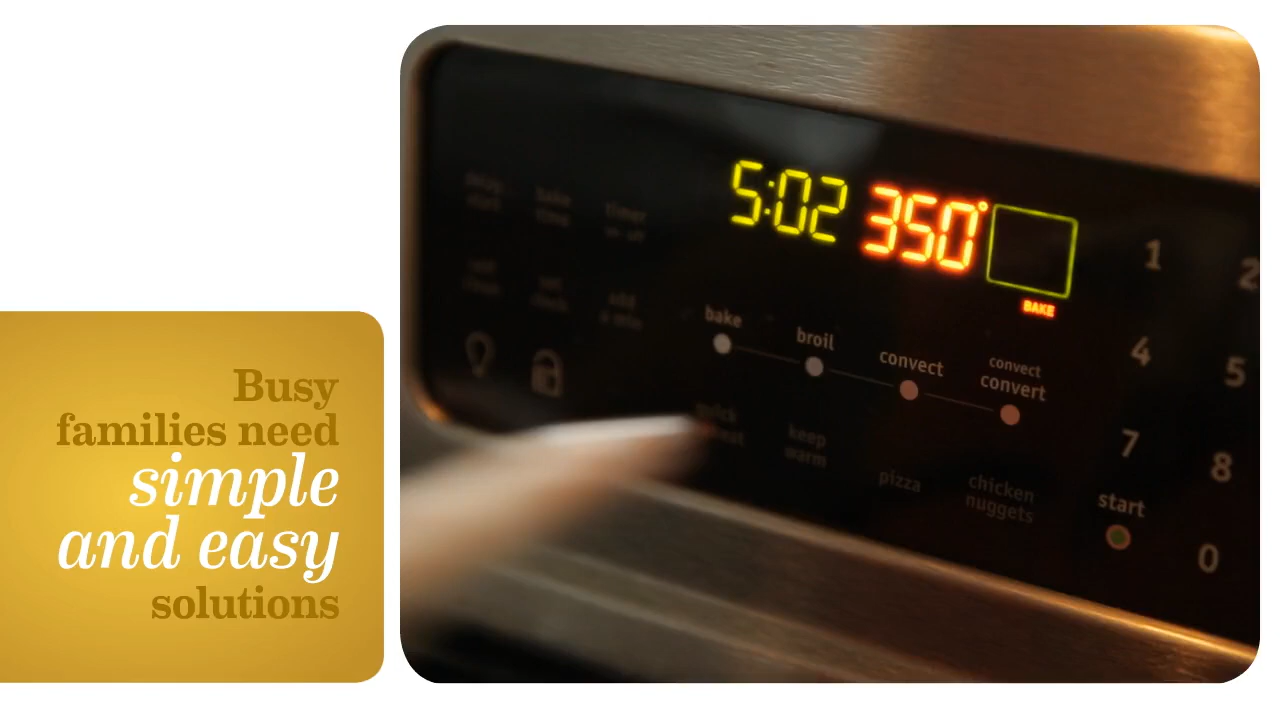 Busy
families need
simple
and easy
solutions
5:02 350°
BAKE
1 2
bake broil convect convect convert
4 5
keep warm
pizza
chicken nuggets
7 8
start
0